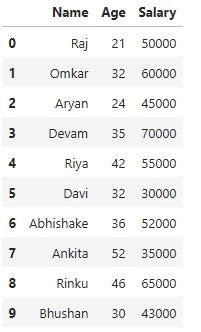 Name Age Salary
0 Raj 21 50000
1 Omkar 32 60000
2 Aryan 24 45000
3 Devam 35 70000
4 Riya 42 55000
5 Davi 32 30000
6 Abhishake 36 52000
7 Ankita 52 35000
8 Rinku 46 65000
9 Bhushan 30 43000